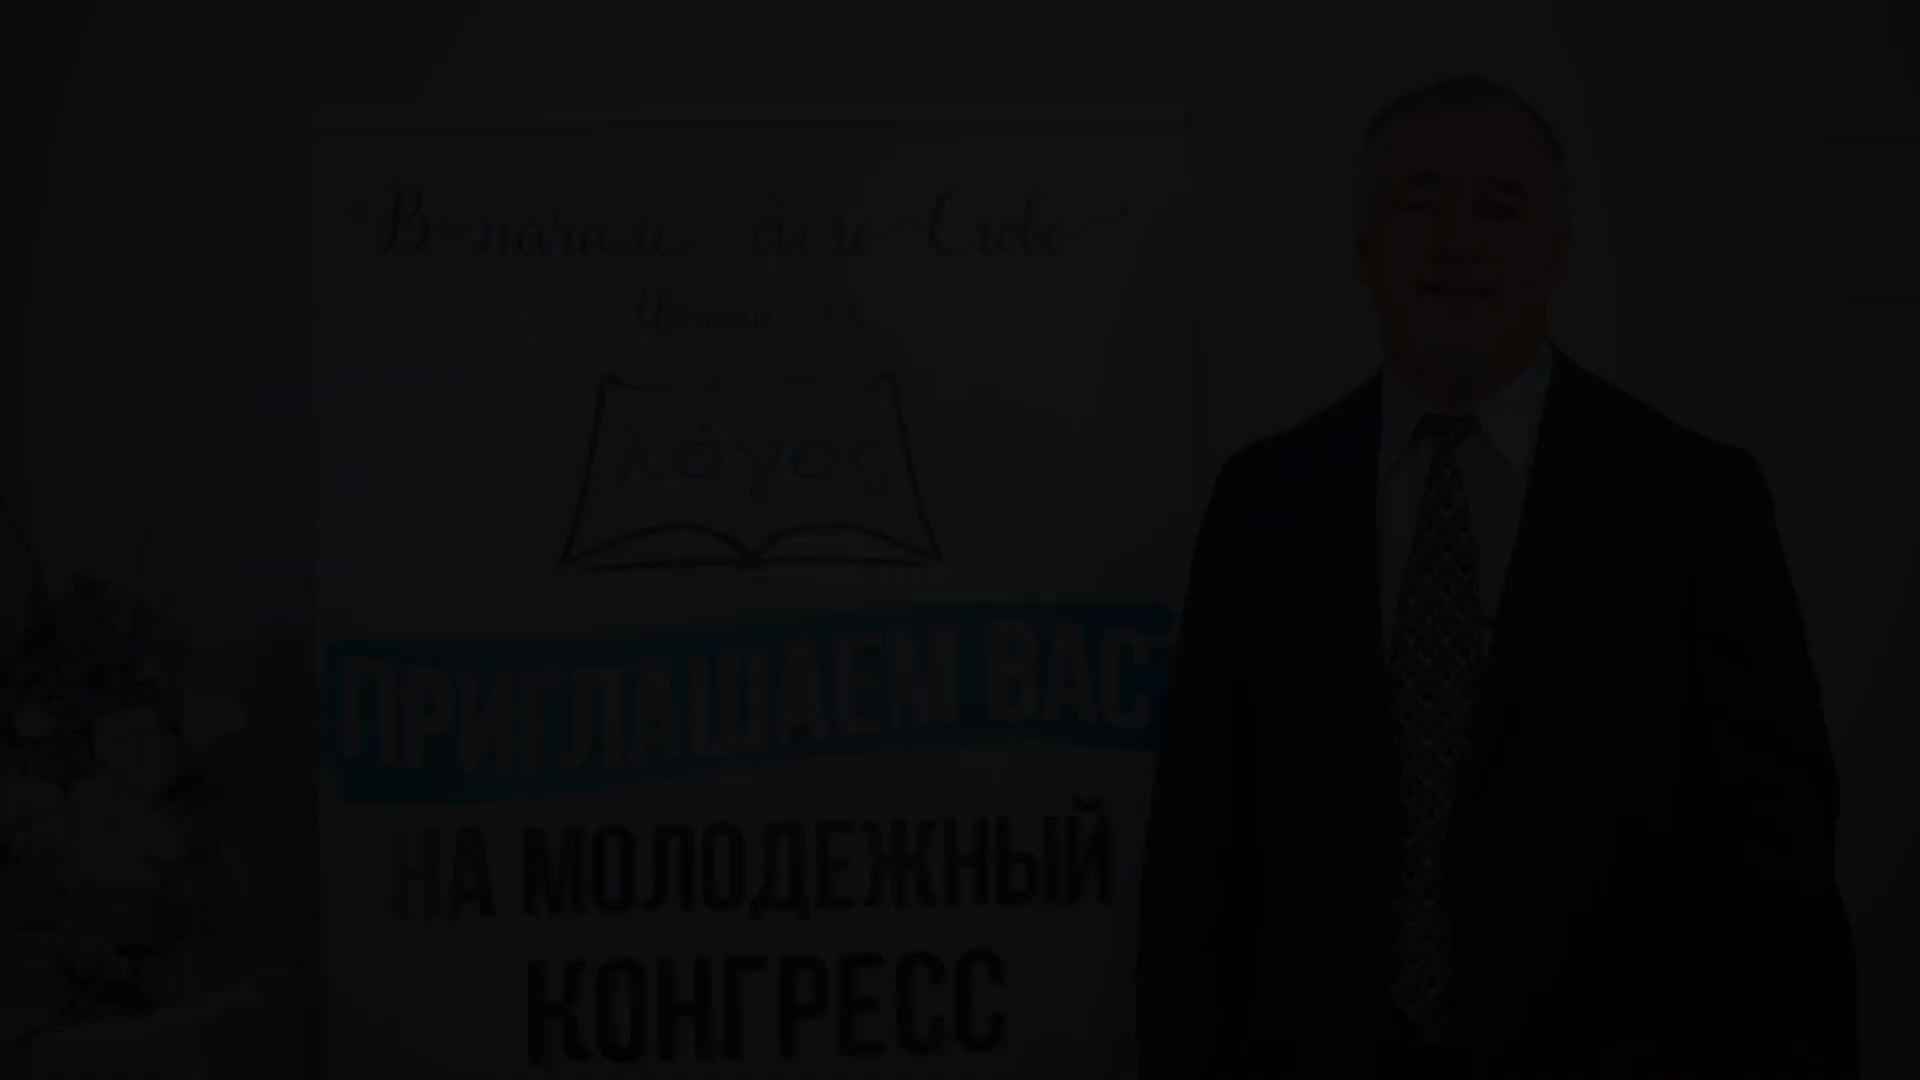 "В начале было Слово"
λόγος
ПРИГЛАШАЕМ ВАС
НА МОЛОДЕЖНЫЙ
КОНГРЕСС